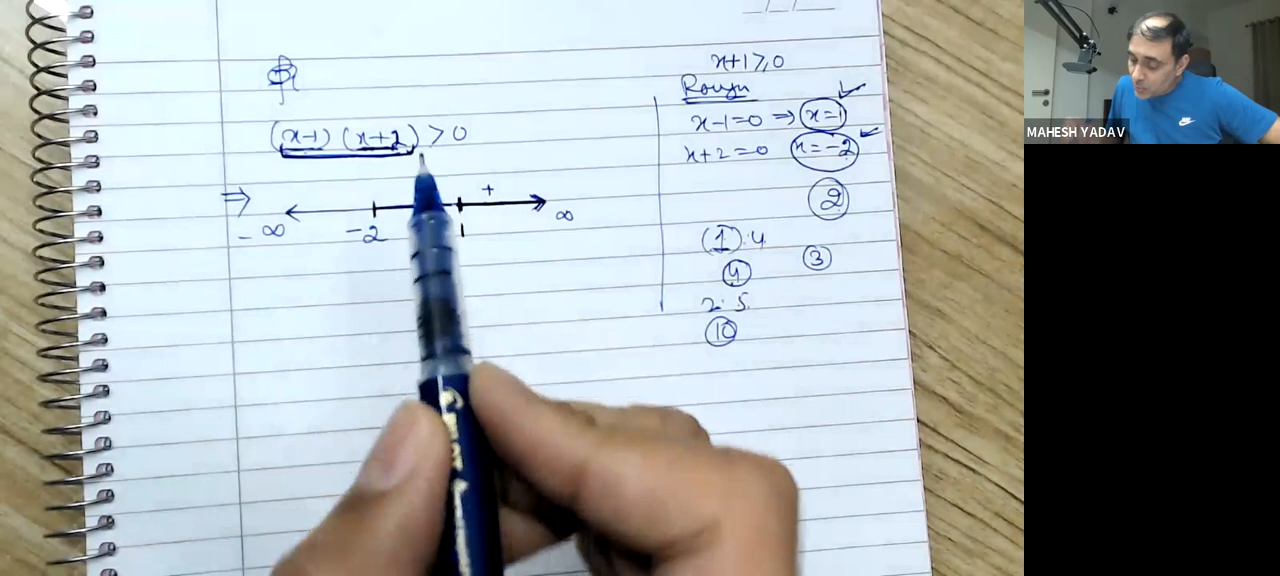 (x-1) (x+2) > 0
⇒
- ∞ -2 1 + ∞
x+1≥0
Rough
x-1=0 ⇒ x=1
x+2=0 x=-2
2
(1)·4
4 3
2·5
10
MAHESH YADAV